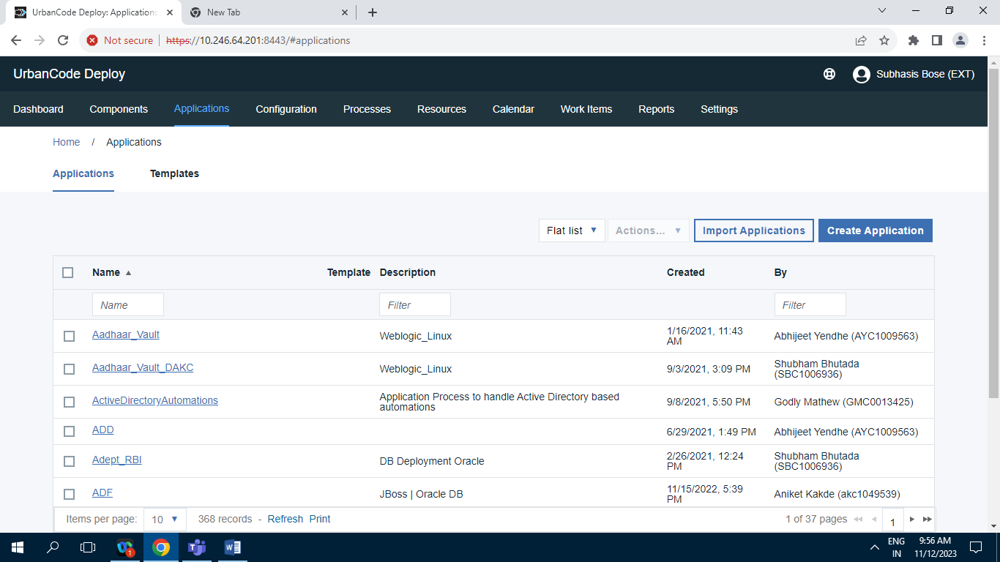 UrbanCode Deploy: Applications
New Tab
Not secure
https://10.246.64.201:8443/#applications
UrbanCode Deploy
Subhasis Bose (EXT)
Dashboard Components Applications Configuration Processes Resources Calendar Work Items Reports Settings
Home / Applications
Applications Templates
Flat list Actions... Import Applications Create Application
Name Template Description Created By
Name Filter Filter
Aadhaar_Vault Weblogic_Linux 1/16/2021, 11:43 AM Abhijeet Yendhe (AYC1009563)
Aadhaar_Vault_DAKC Weblogic_Linux 9/3/2021, 3:09 PM Shubham Bhutada (SBC1006936)
ActiveDirectoryAutomations Application Process to handle Active Directory based automations 9/8/2021, 5:50 PM Godly Mathew (GMC0013425)
ADD 6/29/2021, 1:49 PM Abhijeet Yendhe (AYC1009563)
Adept_RBI DB Deployment Oracle 2/26/2021, 12:24 PM Shubham Bhutada (SBC1006936)
ADF JBoss | Oracle DB 11/15/2022, 5:39 PM Aniket Kakde (akc1049539)
Items per page: 10 368 records - Refresh Print 1 of 37 pages 1
1
ENG 9:56 AM
IN 11/12/2023